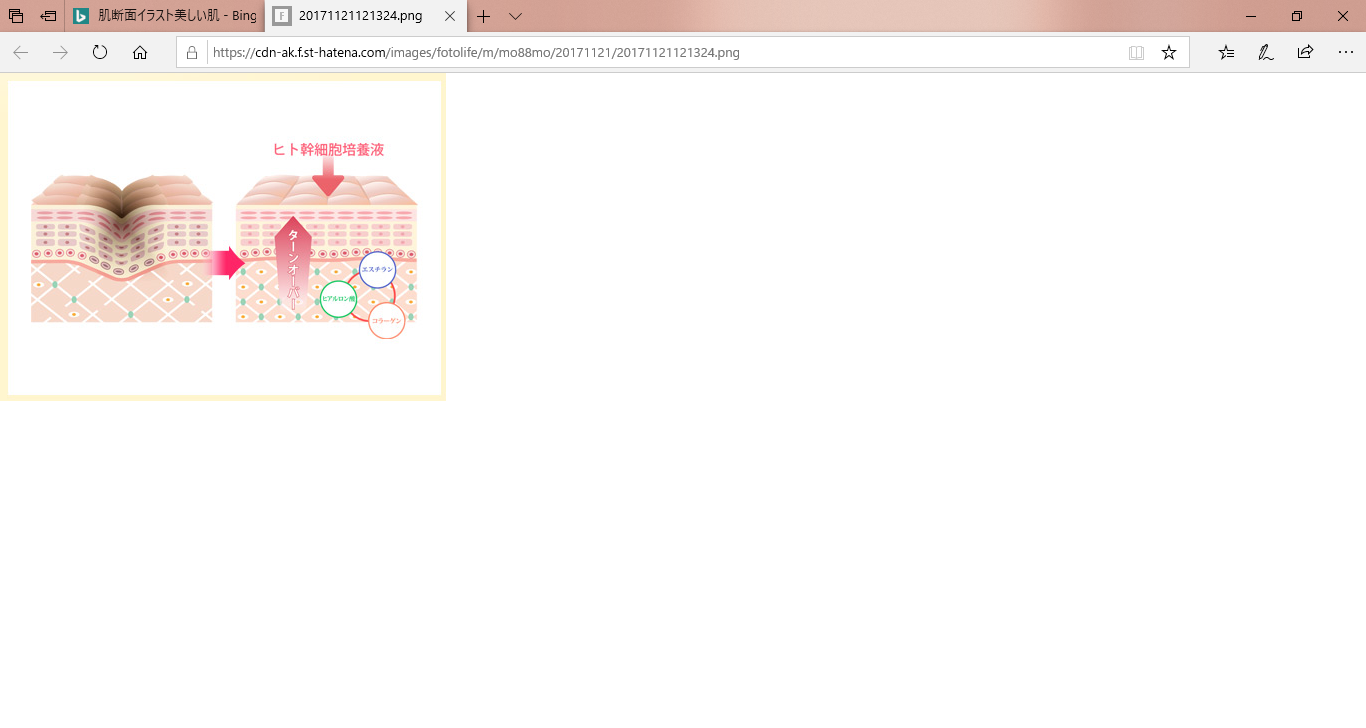 肌断面イラスト美しい肌 - Bing
20171121121324.png
https://cdn-ak.f.st-hatena.com/images/fotolife/m/mo88mo/20171121/20171121121324.png
ヒト幹細胞培養液
ターンオーバー
エスチラン
ヒアルロン酸
コラーゲン